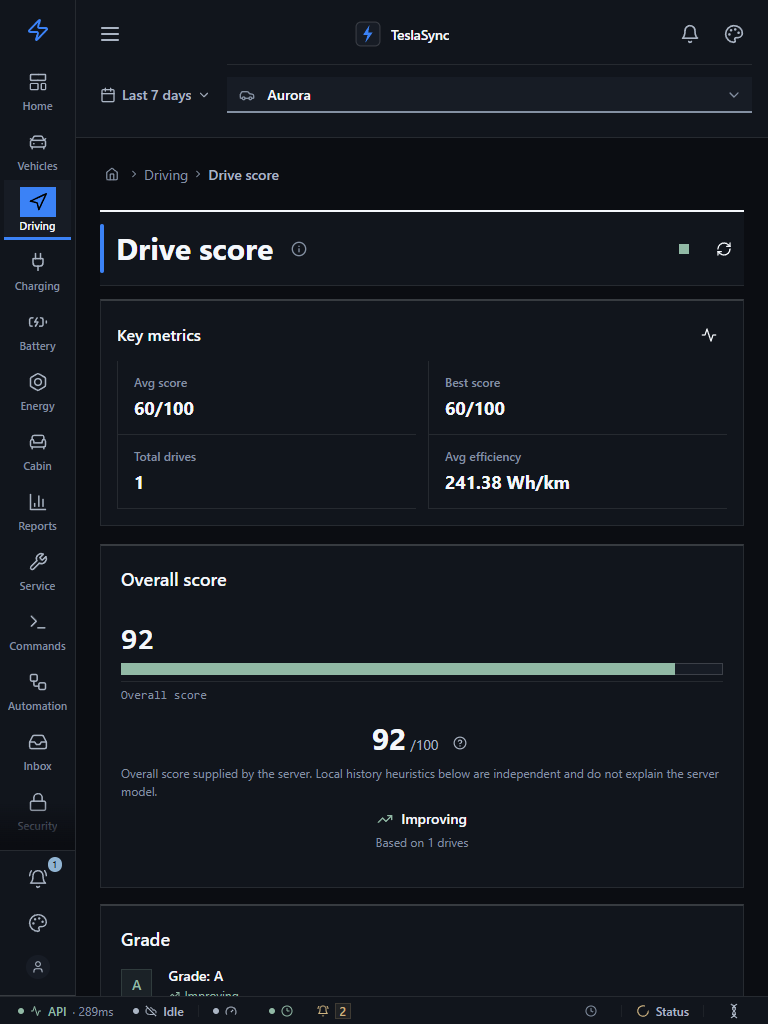 TeslaSync
Last 7 days
Aurora
Home
Vehicles
Driving
Charging
Battery
Energy
Cabin
Reports
Service
Commands
Automation
Inbox
Security
1
Driving
Drive score
Drive score
Key metrics
Avg score
60/100
Best score
60/100
Total drives
1
Avg efficiency
241.38 Wh/km
Overall score
92
Overall score
92 /100
Overall score supplied by the server. Local history heuristics below are independent and do not explain the server
model.
Improving
Based on 1 drives
Grade
A
Grade: A
Improving
API · 289ms
Idle
2
Status